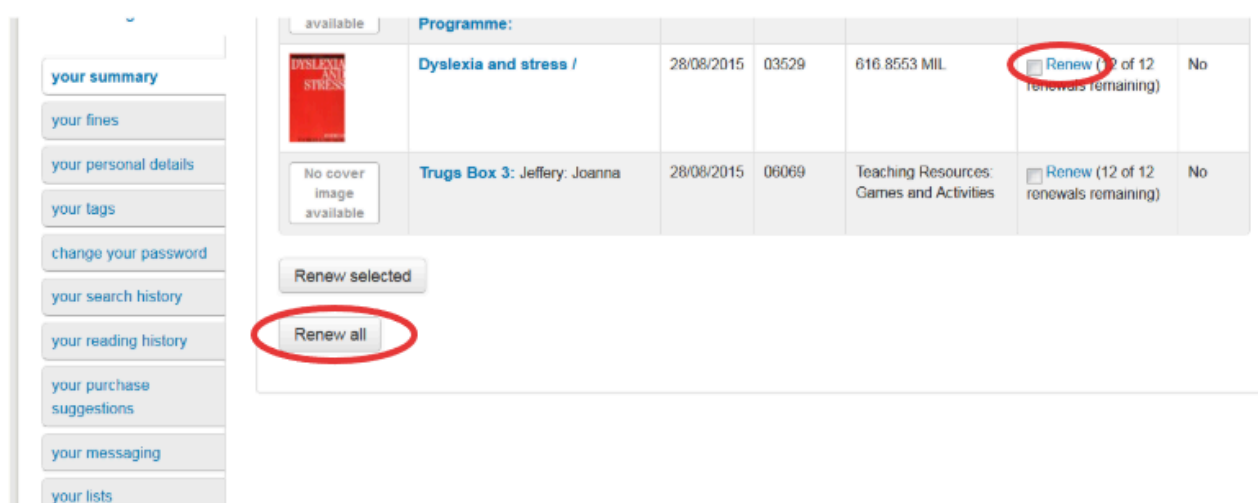 available
Programme:
your summary
your fines
your personal details
your tags
change your password
your search history
your reading history
your purchase
suggestions
your messaging
your lists
DYSLEXIA
AND
STRESS
Dyslexia and stress /
28/08/2015
03529
616.8553 MIL
Renew (12 of 12
renewals remaining)
No
No cover
image
available
Trugs Box 3: Jeffery: Joanna
28/08/2015
06069
Teaching Resources:
Games and Activities
Renew (12 of 12
renewals remaining)
No
Renew selected
Renew all